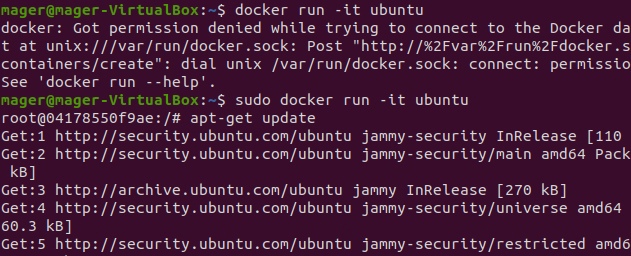 mager@mager-VirtualBox:~$ docker run -it ubuntu
docker: Got permission denied while trying to connect to the Docker da
t at unix:///var/run/docker.sock: Post "http://%2Fvar%2Frun%2Fdocker.s
containers/create": dial unix /var/run/docker.sock: connect: permissio
See 'docker run --help'.
mager@mager-VirtualBox:~$ sudo docker run -it ubuntu
root@04178550f9ae:/# apt-get update
Get:1 http://security.ubuntu.com/ubuntu jammy-security InRelease [110
Get:2 http://security.ubuntu.com/ubuntu jammy-security/main amd64 Pack
 kB]
Get:3 http://archive.ubuntu.com/ubuntu jammy InRelease [270 kB]
Get:4 http://security.ubuntu.com/ubuntu jammy-security/universe amd64
60.3 kB]
Get:5 http://security.ubuntu.com/ubuntu jammy-security/restricted amd6